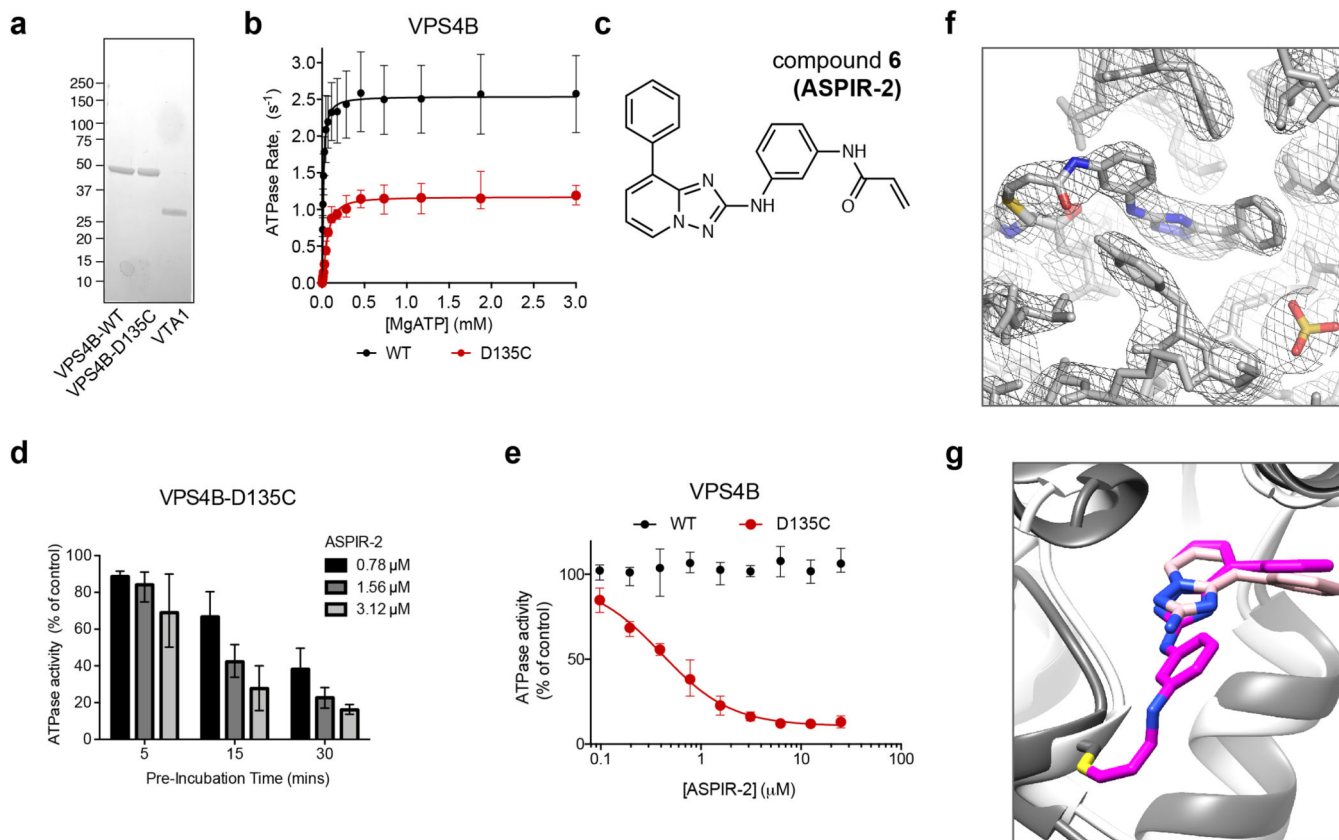 a
250
150
100
75
50
37
25
20
15
10
VPS4B-WT
VPS4B-D135C
VTA1
b
VPS4B
ATPase Rate, (s⁻¹)
3.0
2.5
2.0
1.5
1.0
0.5
0.0
0.0 0.5 1.0 1.5 2.0 2.5 3.0
[MgATP] (mM)
WT D135C
c
compound 6
(ASPIR-2)
N
N
N
N
NH
NH
O
d
VPS4B-D135C
ATPase activity (% of control)
100
80
60
40
20
0
5 15 30
Pre-Incubation Time (mins)
ASPIR-2
0.78 μM
1.56 μM
3.12 μM
e
VPS4B
WT D135C
ATPase activity
(% of control)
100
50
0
0.1 1 10 100
[ASPIR-2] (μM)
f
g